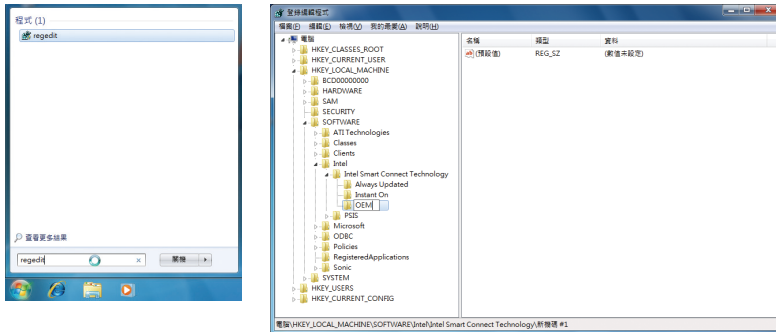 程式 (1)
regedit
查看更多結果
regedit
關機
登錄編輯程式
檔案(F) 編輯(E) 檢視(V) 我的最愛(A) 說明(H)
電腦
HKEY_CLASSES_ROOT
HKEY_CURRENT_USER
HKEY_LOCAL_MACHINE
BCD00000000
HARDWARE
SAM
SECURITY
SOFTWARE
ATI Technologies
Classes
Clients
Intel
Intel Smart Connect Technology
Always Updated
Instant On
OEM
PSIS
Microsoft
ODBC
Policies
RegisteredApplications
Sonic
SYSTEM
HKEY_USERS
HKEY_CURRENT_CONFIG
名稱 類型 資料
(預設值) REG_SZ (數值未設定)
電腦\HKEY_LOCAL_MACHINE\SOFTWARE\Intel\Intel Smart Connect Technology\新機碼 #1